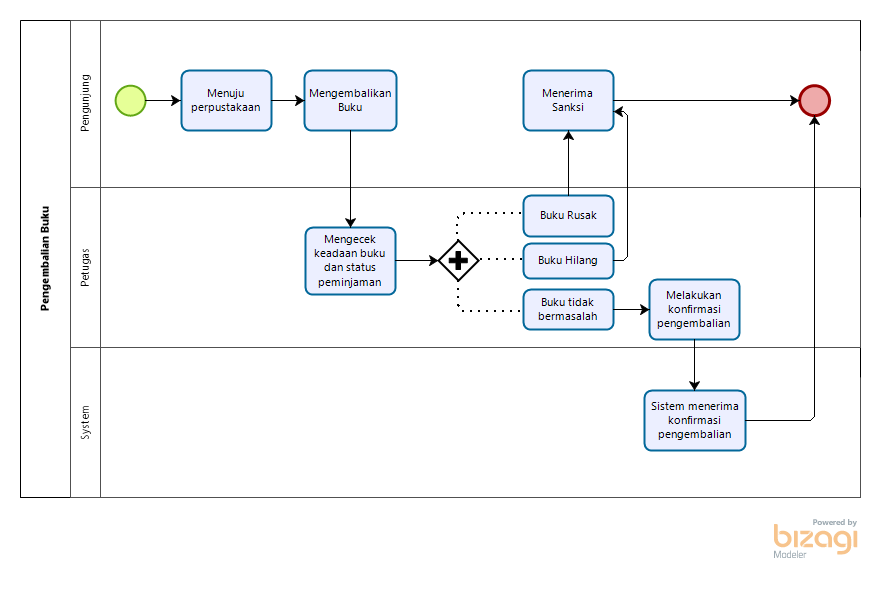 Pengembalian Buku
Pengunjung
Menuju
perpustakaan
Mengembalikan
Buku
Menerima
Sanksi
Petugas
Mengecek
keadaan buku
dan status
peminjaman
Buku Rusak
Buku Hilang
Buku tidak
bermasalah
Melakukan
konfirmasi
pengembalian
System
Sistem menerima
konfirmasi
pengembalian
Powered by
bizagi
Modeler